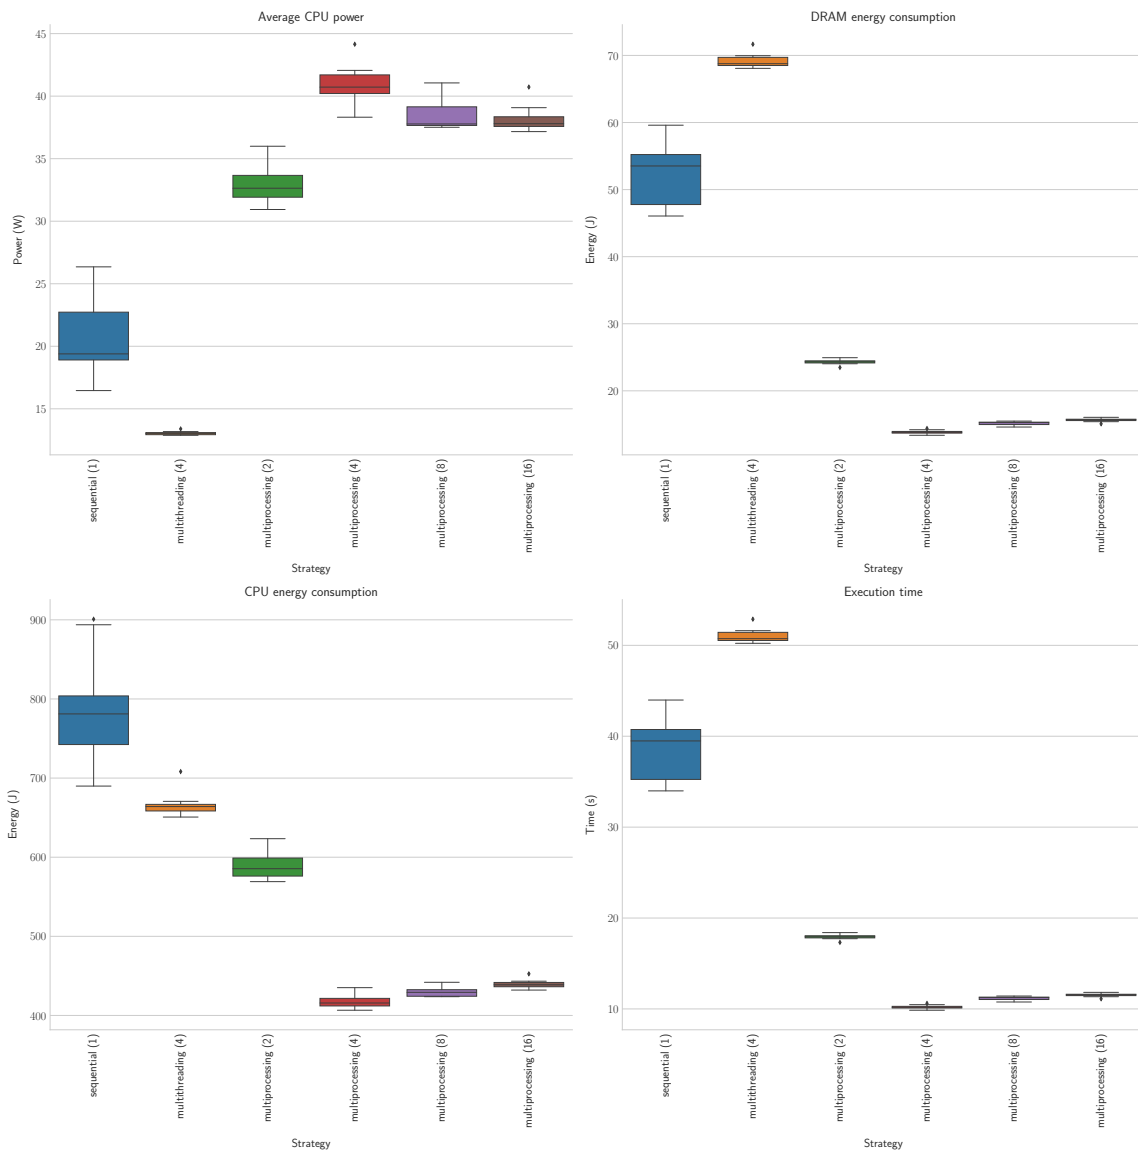 Average CPU power
Power (W)
45
40
35
30
25
20
15
sequential (1)
multithreading (4)
multiprocessing (2)
multiprocessing (4)
multiprocessing (8)
multiprocessing (16)
Strategy
DRAM energy consumption
Energy (J)
70
60
50
40
30
20
sequential (1)
multithreading (4)
multiprocessing (2)
multiprocessing (4)
multiprocessing (8)
multiprocessing (16)
Strategy
CPU energy consumption
Energy (J)
900
800
700
600
500
400
sequential (1)
multithreading (4)
multiprocessing (2)
multiprocessing (4)
multiprocessing (8)
multiprocessing (16)
Strategy
Execution time
Time (s)
50
40
30
20
10
sequential (1)
multithreading (4)
multiprocessing (2)
multiprocessing (4)
multiprocessing (8)
multiprocessing (16)
Strategy